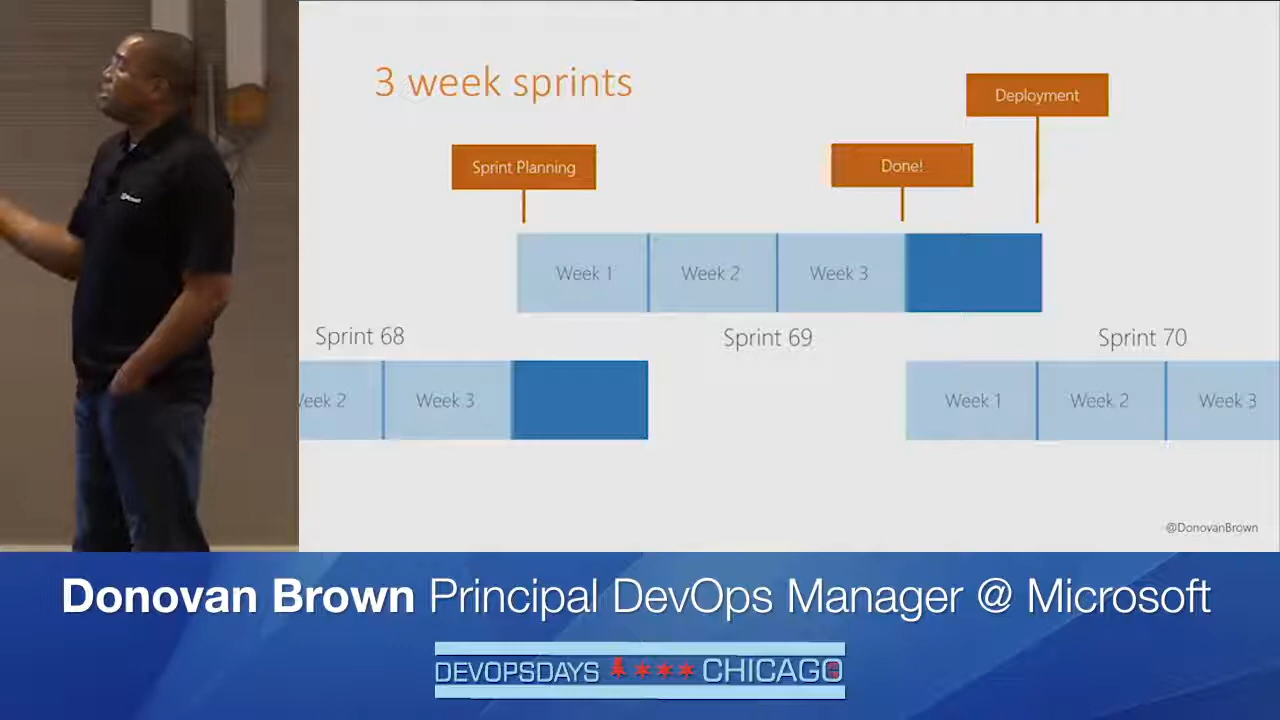 3 week sprints
Deployment
Sprint Planning
Done!
Week 1
Week 2
Week 3
Sprint 68
Sprint 69
Sprint 70
Week 2
Week 3
Week 1
Week 2
Week 3
@DonovanBrown
Donovan Brown Principal DevOps Manager @ Microsoft
DEVOPSDAYS CHICAGO